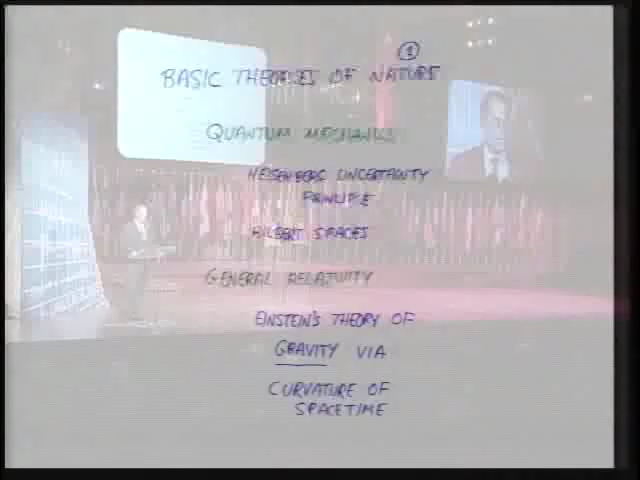 ①
BASIC THEORIES OF NATURE
QUANTUM MECHANICS
HEISENBERG UNCERTAINTY
PRINCIPLE
HILBERT SPACES
GENERAL RELATIVITY
EINSTEIN'S THEORY OF
GRAVITY VIA
CURVATURE OF
SPACETIME